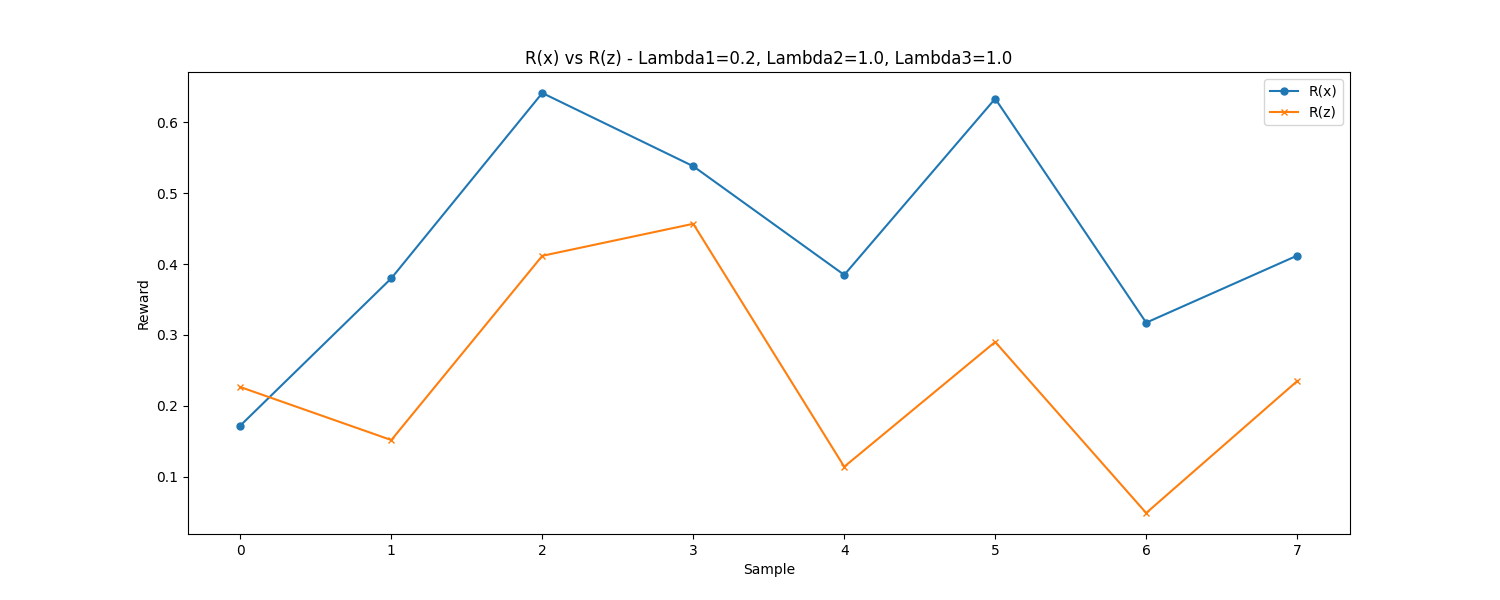 R(x) vs R(z) - Lambda1=0.2, Lambda2=1.0, Lambda3=1.0
R(x)
R(z)
0.6
0.5
0.4
0.3
0.2
0.1
Reward
0 1 2 3 4 5 6 7
Sample